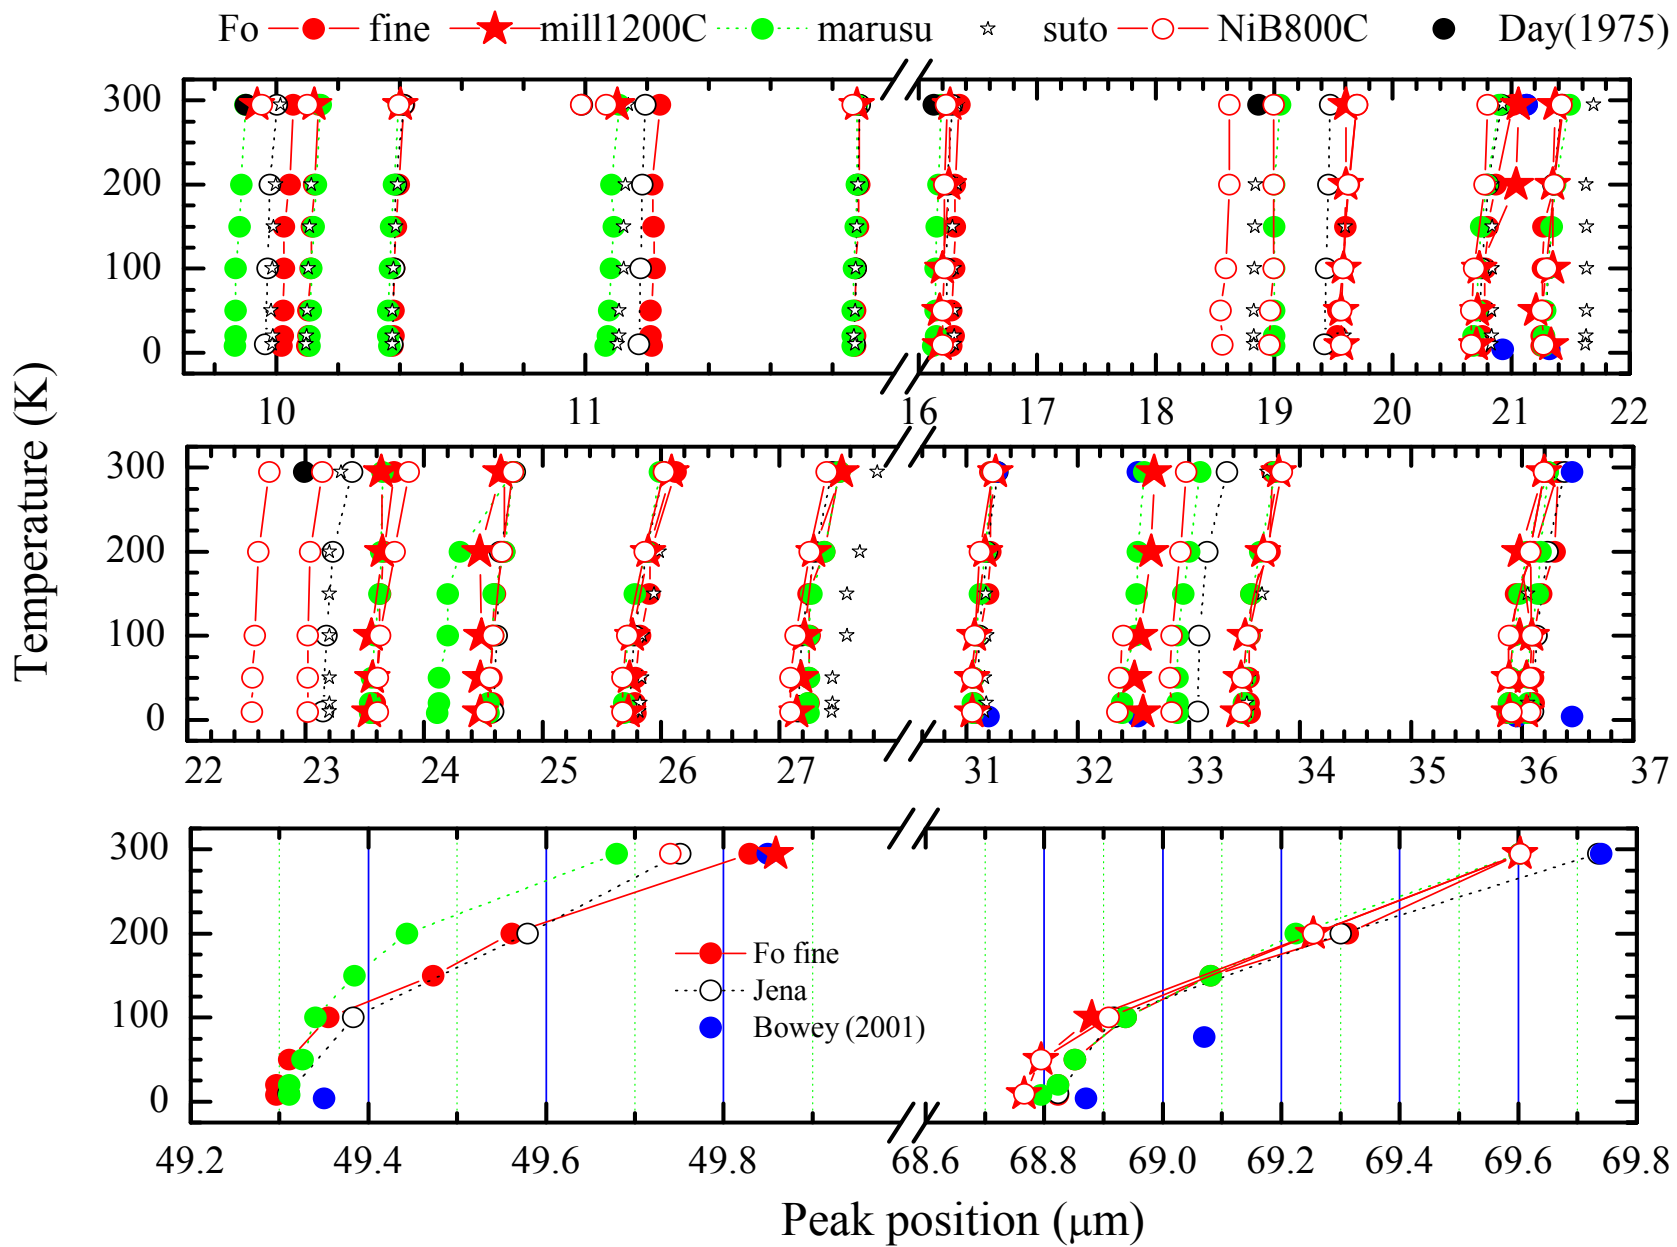 Fo fine mill1200C marusu suto NiB800C Day(1975)
300
200
100
0
10 11 16 17 18 19 20 21 22
Temperature (K)
300
200
100
0
22 23 24 25 26 27 31 32 33 34 35 36 37
300
200
100
0
Fo fine
Jena
Bowey (2001)
49.2 49.4 49.6 49.8 68.6 68.8 69.0 69.2 69.4 69.6 69.8
Peak position (μm)